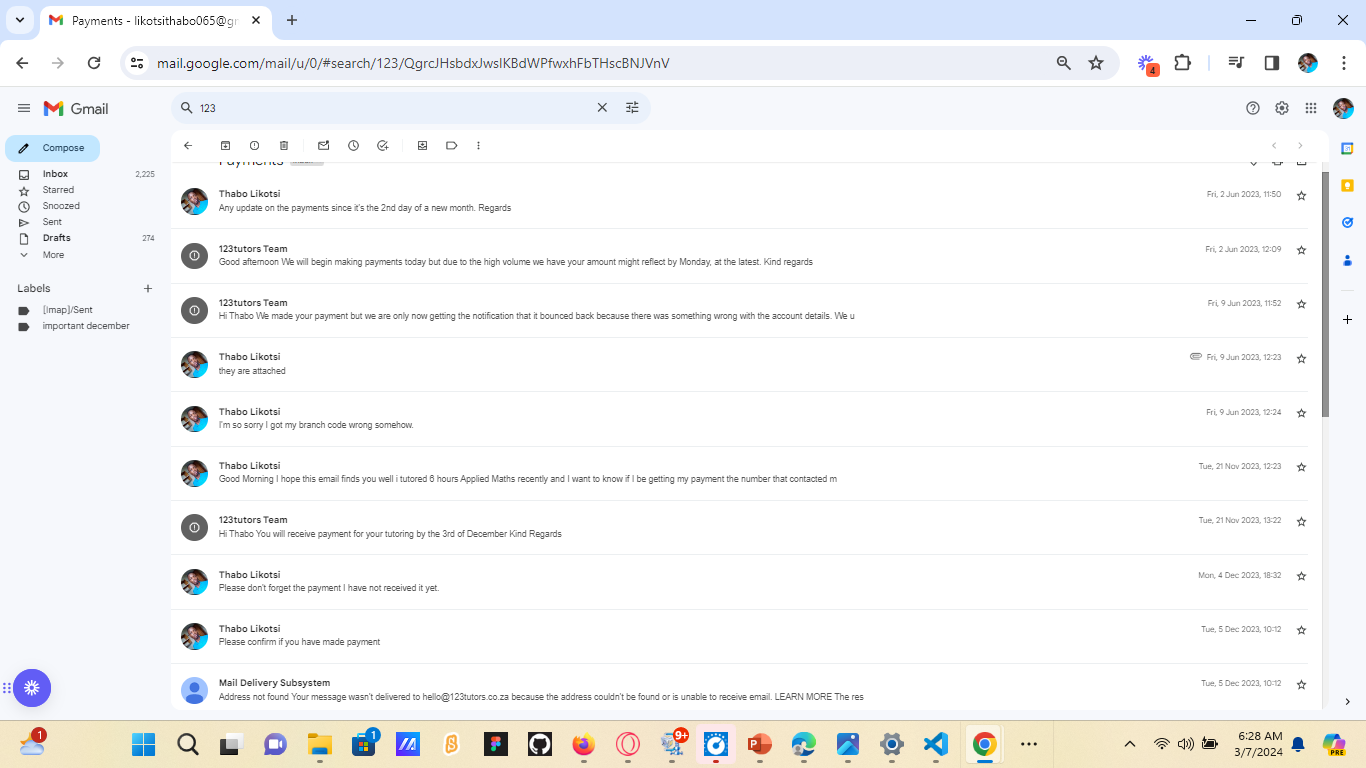 Payments - likotsithabo065@gr
mail.google.com/mail/u/0/#search/123/QgrcJHsbdxJwslKBdWPfwxhFbTHscBNJVnV
4
Gmail
123
Compose
Inbox 2,225
Starred
Snoozed
Sent
Drafts 274
More
Labels
[Imap]/Sent
important december
Payments
Thabo Likotsi Fri, 2 Jun 2023, 11:50
Any update on the payments since it's the 2nd day of a new month. Regards
123tutors Team Fri, 2 Jun 2023, 12:09
Good afternoon We will begin making payments today but due to the high volume we have your amount might reflect by Monday, at the latest. Kind regards
123tutors Team Fri, 9 Jun 2023, 11:52
Hi Thabo We made your payment but we are only now getting the notification that it bounced back because there was something wrong with the account details. We u
Thabo Likotsi Fri, 9 Jun 2023, 12:23
they are attached
Thabo Likotsi Fri, 9 Jun 2023, 12:24
I'm so sorry I got my branch code wrong somehow.
Thabo Likotsi Tue, 21 Nov 2023, 12:23
Good Morning I hope this email finds you well i tutored 6 hours Applied Maths recently and I want to know if I be getting my payment the number that contacted m
123tutors Team Tue, 21 Nov 2023, 13:22
Hi Thabo You will receive payment for your tutoring by the 3rd of December Kind Regards
Thabo Likotsi Mon, 4 Dec 2023, 18:32
Please don't forget the payment I have not received it yet.
Thabo Likotsi Tue, 5 Dec 2023, 10:12
Please confirm if you have made payment
Mail Delivery Subsystem Tue, 5 Dec 2023, 10:12
Address not found Your message wasn't delivered to hello@123tutors.co.za because the address couldn't be found or is unable to receive email. LEARN MORE The res
1
1
9+
6:28 AM
3/7/2024
PRE